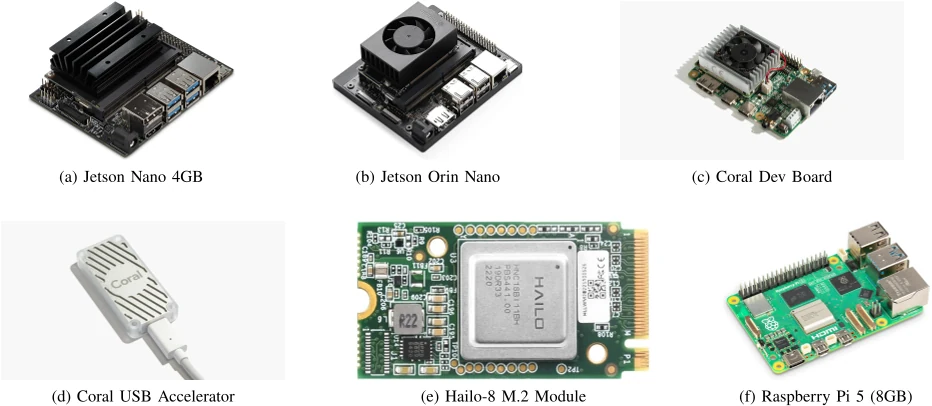 (a) Jetson Nano 4GB
(b) Jetson Orin Nano
(c) Coral Dev Board
Coral
R22
HAILO
2220
(d) Coral USB Accelerator
(e) Hailo-8 M.2 Module
(f) Raspberry Pi 5 (8GB)